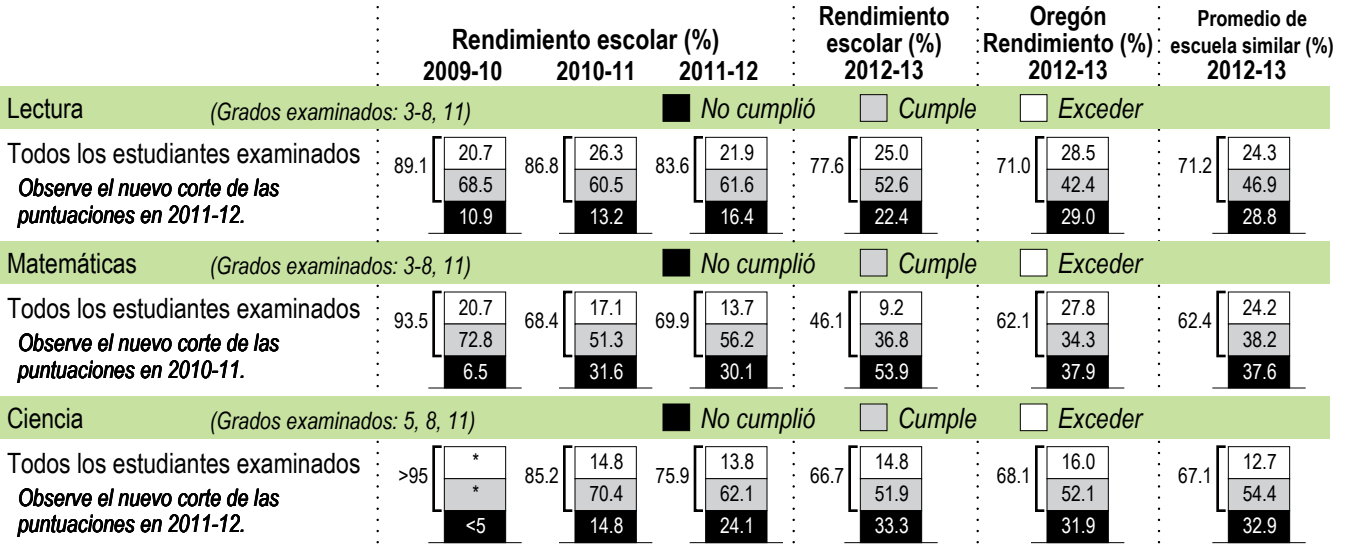 Rendimiento escolar (%)
2009-10 2010-11 2011-12
Rendimiento
escolar (%)
2012-13
Oregón
Rendimiento (%)
2012-13
Promedio de
escuela similar (%)
2012-13
Lectura (Grados examinados: 3-8, 11) No cumplió Cumple Exceder
Todos los estudiantes examinados
Observe el nuevo corte de las
puntuaciones en 2011-12.
89.1 20.7 68.5 10.9
86.8 26.3 60.5 13.2
83.6 21.9 61.6 16.4
77.6 25.0 52.6 22.4
71.0 28.5 42.4 29.0
71.2 24.3 46.9 28.8
Matemáticas (Grados examinados: 3-8, 11) No cumplió Cumple Exceder
Todos los estudiantes examinados
Observe el nuevo corte de las
puntuaciones en 2010-11.
93.5 20.7 72.8 6.5
68.4 17.1 51.3 31.6
69.9 13.7 56.2 30.1
46.1 9.2 36.8 53.9
62.1 27.8 34.3 37.9
62.4 24.2 38.2 37.6
Ciencia (Grados examinados: 5, 8, 11) No cumplió Cumple Exceder
Todos los estudiantes examinados
Observe el nuevo corte de las
puntuaciones en 2011-12.
>95 * * <5
85.2 14.8 70.4 14.8
75.9 13.8 62.1 24.1
66.7 14.8 51.9 33.3
68.1 16.0 52.1 31.9
67.1 12.7 54.4 32.9